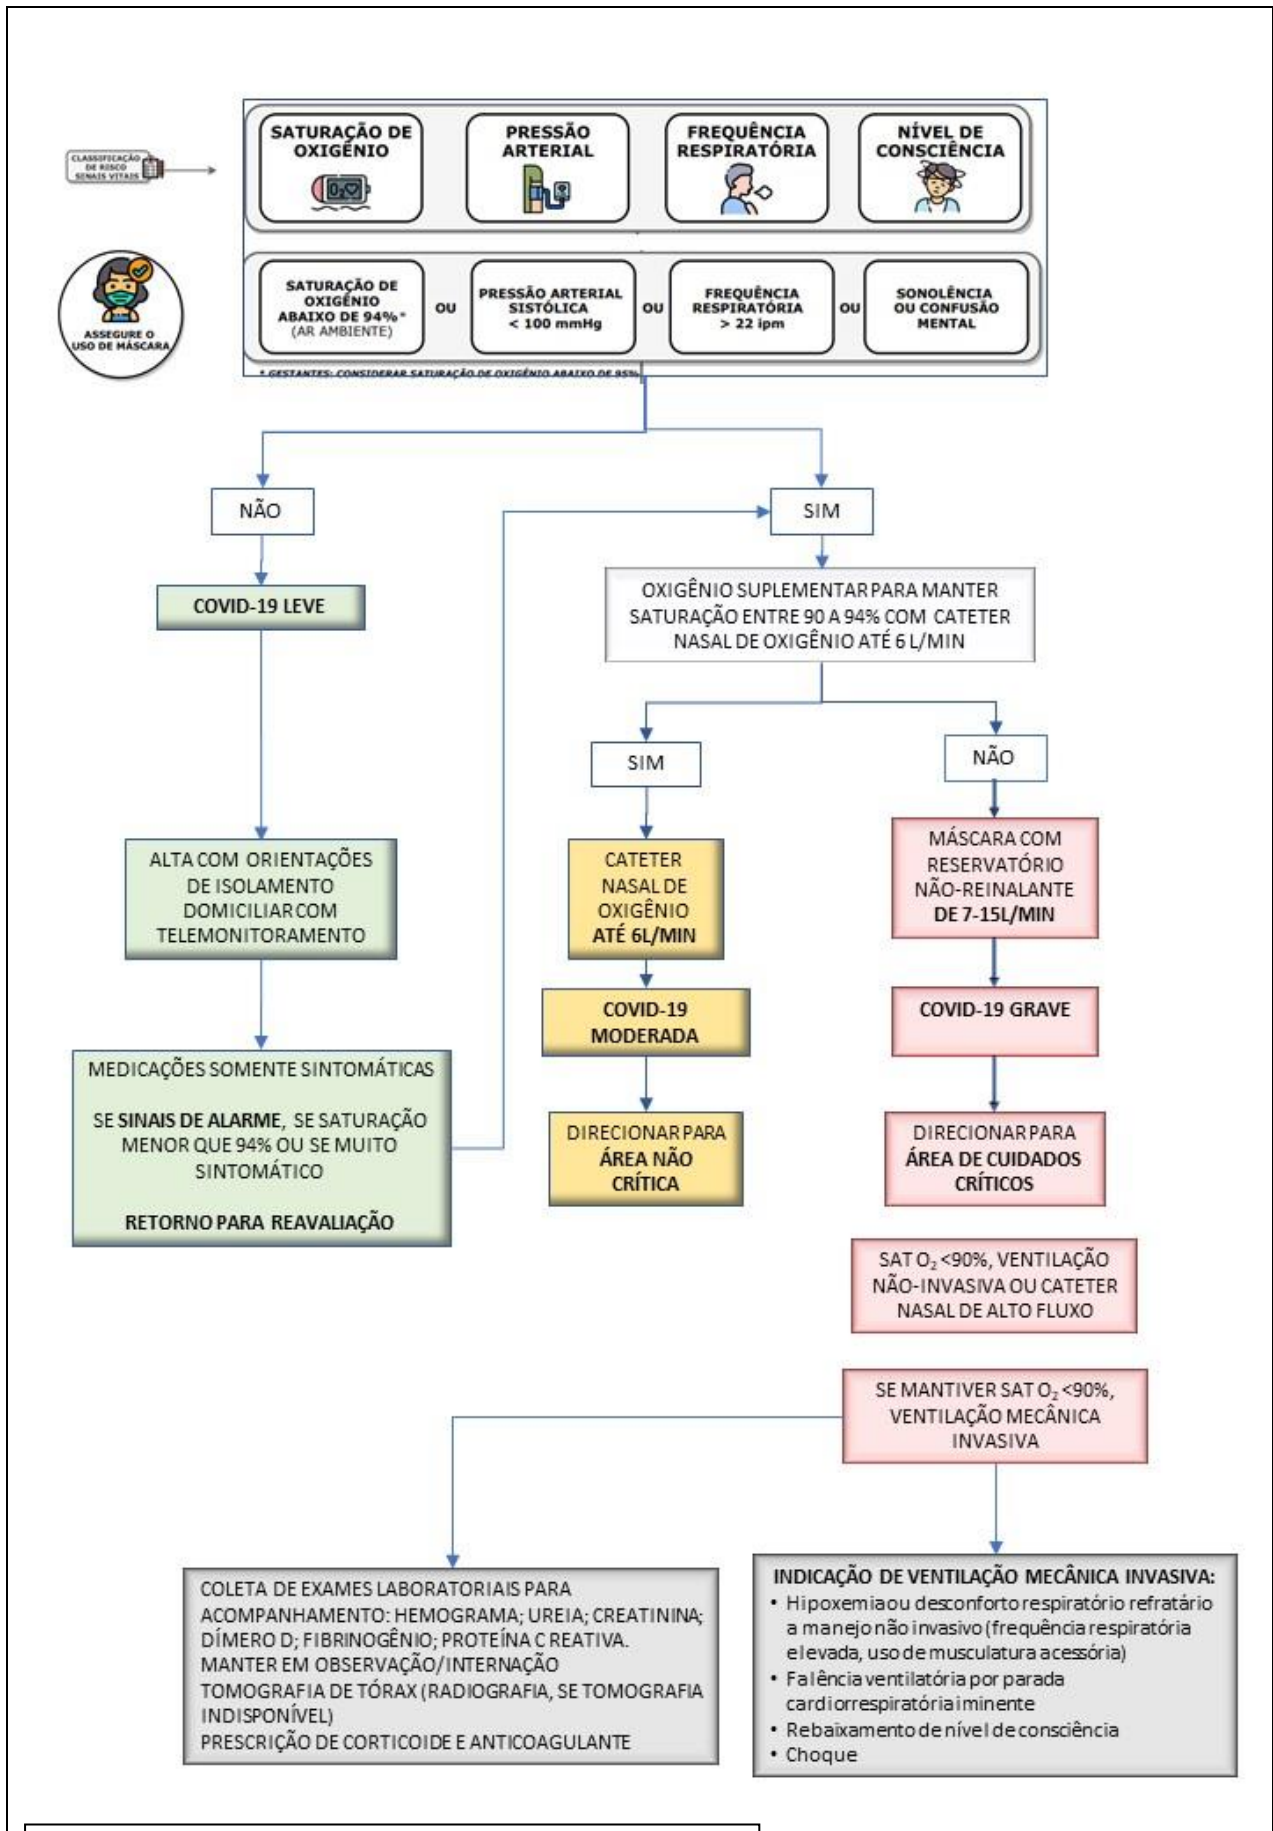 CLASSIFICAÇÃO
DE RISCO
SINAIS VITAIS
SATURAÇÃO DE
OXIGÊNIO
O₂
PRESSÃO
ARTERIAL
FREQUÊNCIA
RESPIRATÓRIA
NÍVEL DE
CONSCIÊNCIA
ASSEGURE O
USO DE MÁSCARA
SATURAÇÃO DE
OXIGÊNIO
ABAIXO DE 94%*
(AR AMBIENTE)
OU
PRESSÃO ARTERIAL
SISTÓLICA
< 100 mmHg
OU
FREQUÊNCIA
RESPIRATÓRIA
> 22 ipm
OU
SONOLÊNCIA
OU CONFUSÃO
MENTAL
* GESTANTES: CONSIDERAR SATURAÇÃO DE OXIGÊNIO ABAIXO DE 95%
NÃO
SIM
COVID-19 LEVE
OXIGÊNIO SUPLEMENTAR PARA MANTER
SATURAÇÃO ENTRE 90 A 94% COM CATETER
NASAL DE OXIGÊNIO ATÉ 6 L/MIN
SIM
NÃO
ALTA COM ORIENTAÇÕES
DE ISOLAMENTO
DOMICILIAR COM
TELEMONITORAMENTO
CATETER
NASAL DE
OXIGÊNIO
ATÉ 6L/MIN
MÁSCARA COM
RESERVATÓRIO
NÃO-REINALANTE
DE 7-15L/MIN
COVID-19
MODERADA
COVID-19 GRAVE
MEDICAÇÕES SOMENTE SINTOMÁTICAS
SE SINAIS DE ALARME, SE SATURAÇÃO
MENOR QUE 94% OU SE MUITO
SINTOMÁTICO
RETORNO PARA REAVALIAÇÃO
DIRECIONAR PARA
ÁREA NÃO
CRÍTICA
DIRECIONAR PARA
ÁREA DE CUIDADOS
CRÍTICOS
SAT O₂ <90%, VENTILAÇÃO
NÃO-INVASIVA OU CATETER
NASAL DE ALTO FLUXO
SE MANTIVER SAT O₂ <90%,
VENTILAÇÃO MECÂNICA
INVASIVA
COLETA DE EXAMES LABORATORIAIS PARA
ACOMPANHAMENTO: HEMOGRAMA; UREIA; CREATININA;
DÍMERO D; FIBRINOGÊNIO; PROTEÍNA C REATIVA.
MANTER EM OBSERVAÇÃO/INTERNAÇÃO
TOMOGRAFIA DE TÓRAX (RADIOGRAFIA, SE TOMOGRAFIA
INDISPONÍVEL)
PRESCRIÇÃO DE CORTICOIDE E ANTICOAGULANTE
INDICAÇÃO DE VENTILAÇÃO MECÂNICA INVASIVA:
• Hipoxemia ou desconforto respiratório refratário
a manejo não invasivo (frequência respiratória
elevada, uso de musculatura acessória)
• Falência ventilatória por parada
cardiorrespiratória iminente
• Rebaixamento de nível de consciência
• Choque